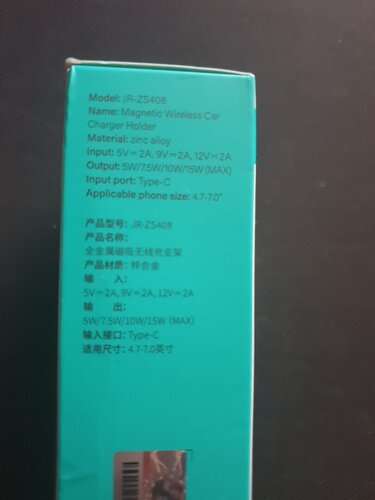 Model: JR-ZS408
Name: Magnetic Wireless Car
Charger Holder
Material: zinc alloy
Input: 5V⎓2A, 9V⎓2A, 12V⎓2A
Output: 5W/7.5W/10W/15W (MAX)
Input port: Type-C
Applicable phone size: 4.7-7.0"
产品型号: JR-ZS408
产品名称:
全金属磁吸无线充支架
产品材质: 锌合金
输 入:
5V⎓2A, 9V⎓2A, 12V⎓2A
输 出:
5W/7.5W/10W/15W (MAX)
输入接口: Type-C
适用尺寸: 4.7-7.0英寸